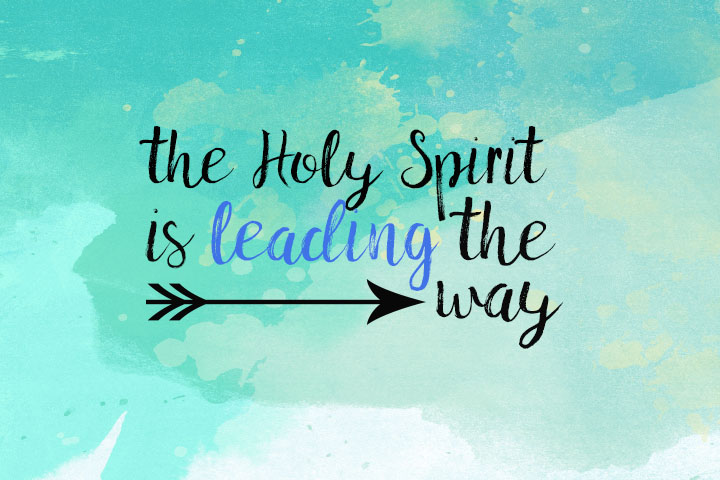 the Holy Spirit
is leading the
way